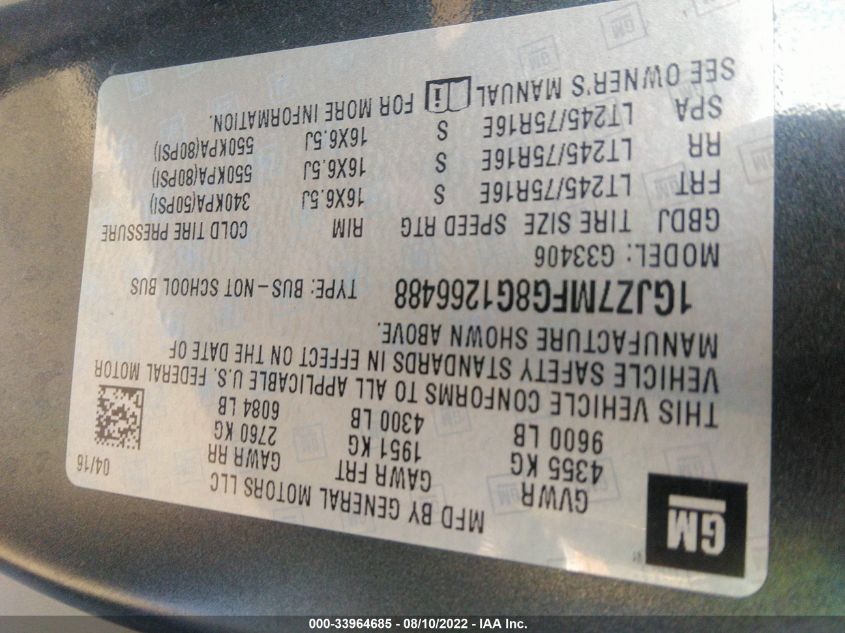 GM
MFD BY GENERAL MOTORS LLC
04/16
GVWR GAWR FRT GAWR RR
4355 KG 1951 KG 2760 KG
9600 LB 4300 LB 6084 LB
THIS VEHICLE CONFORMS TO ALL APPLICABLE U.S. FEDERAL MOTOR
VEHICLE SAFETY STANDARDS IN EFFECT ON THE DATE OF
MANUFACTURE SHOWN ABOVE.
1GJZ7MFG8G1266488 TYPE: BUS-NOT SCHOOL BUS
MODEL: G33406
GBDJ TIRE SIZE SPEED RTG RIM COLD TIRE PRESSURE
FRT LT245/75R16E S 16X6.5J 340KPA(50PSI)
RR LT245/75R16E S 16X6.5J 550KPA(80PSI)
SPA LT245/75R16E S 16X6.5J 550KPA(80PSI)
SEE OWNER'S MANUAL i FOR MORE INFORMATION.
000-33964685 - 08/10/2022 - IAA Inc.